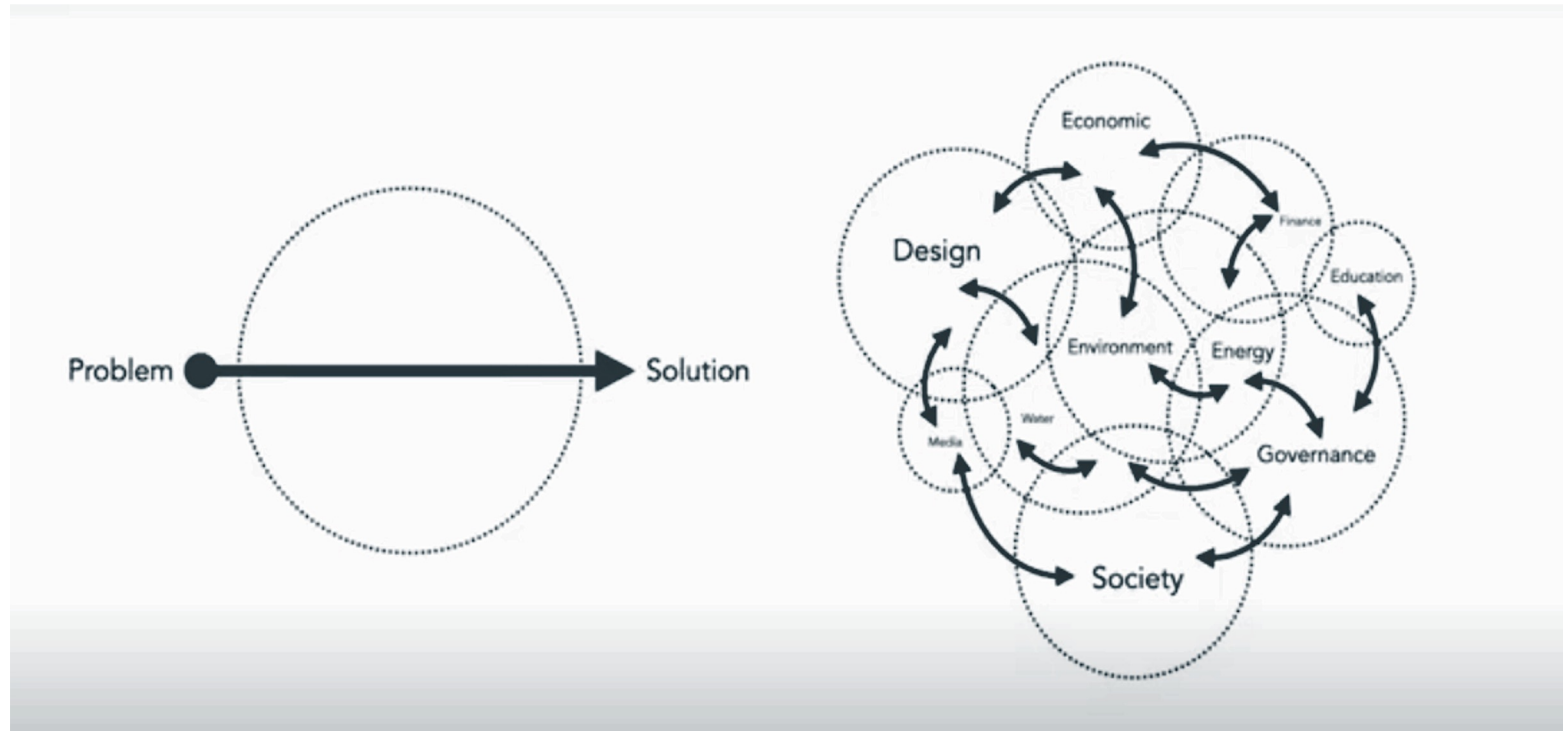 Problem
Solution
Economic
Finance
Design
Education
Environment
Energy
Water
Media
Governance
Society